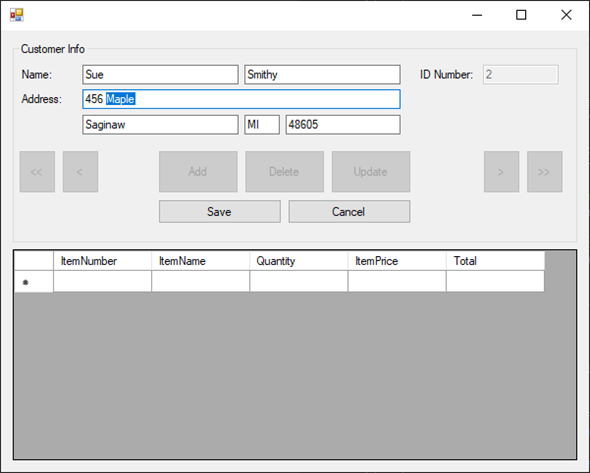 Customer Info
Name: Sue Smithy ID Number: 2
Address: 456 Maple
Saginaw MI 48605
<< < Add Delete Update > >>
Save Cancel
ItemNumber ItemName Quantity ItemPrice Total